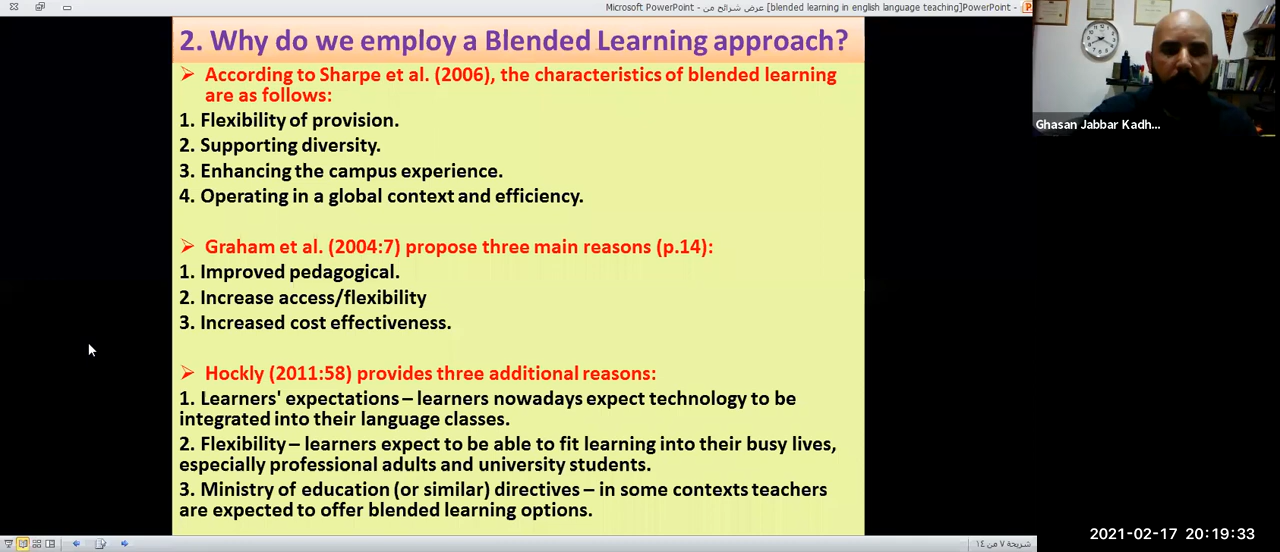 Microsoft PowerPoint - عرض شرائح من [blended learning in english language teaching]PowerPoint -
2. Why do we employ a Blended Learning approach?
➢ According to Sharpe et al. (2006), the characteristics of blended learning
are as follows:
1. Flexibility of provision.
2. Supporting diversity.
3. Enhancing the campus experience.
4. Operating in a global context and efficiency.
➢ Graham et al. (2004:7) propose three main reasons (p.14):
1. Improved pedagogical.
2. Increase access/flexibility
3. Increased cost effectiveness.
➢ Hockly (2011:58) provides three additional reasons:
1. Learners' expectations – learners nowadays expect technology to be
integrated into their language classes.
2. Flexibility – learners expect to be able to fit learning into their busy lives,
especially professional adults and university students.
3. Ministry of education (or similar) directives – in some contexts teachers
are expected to offer blended learning options.
Ghasan Jabbar Kadh...
شريحة ٧ من ١٤
2021-02-17 20:19:33